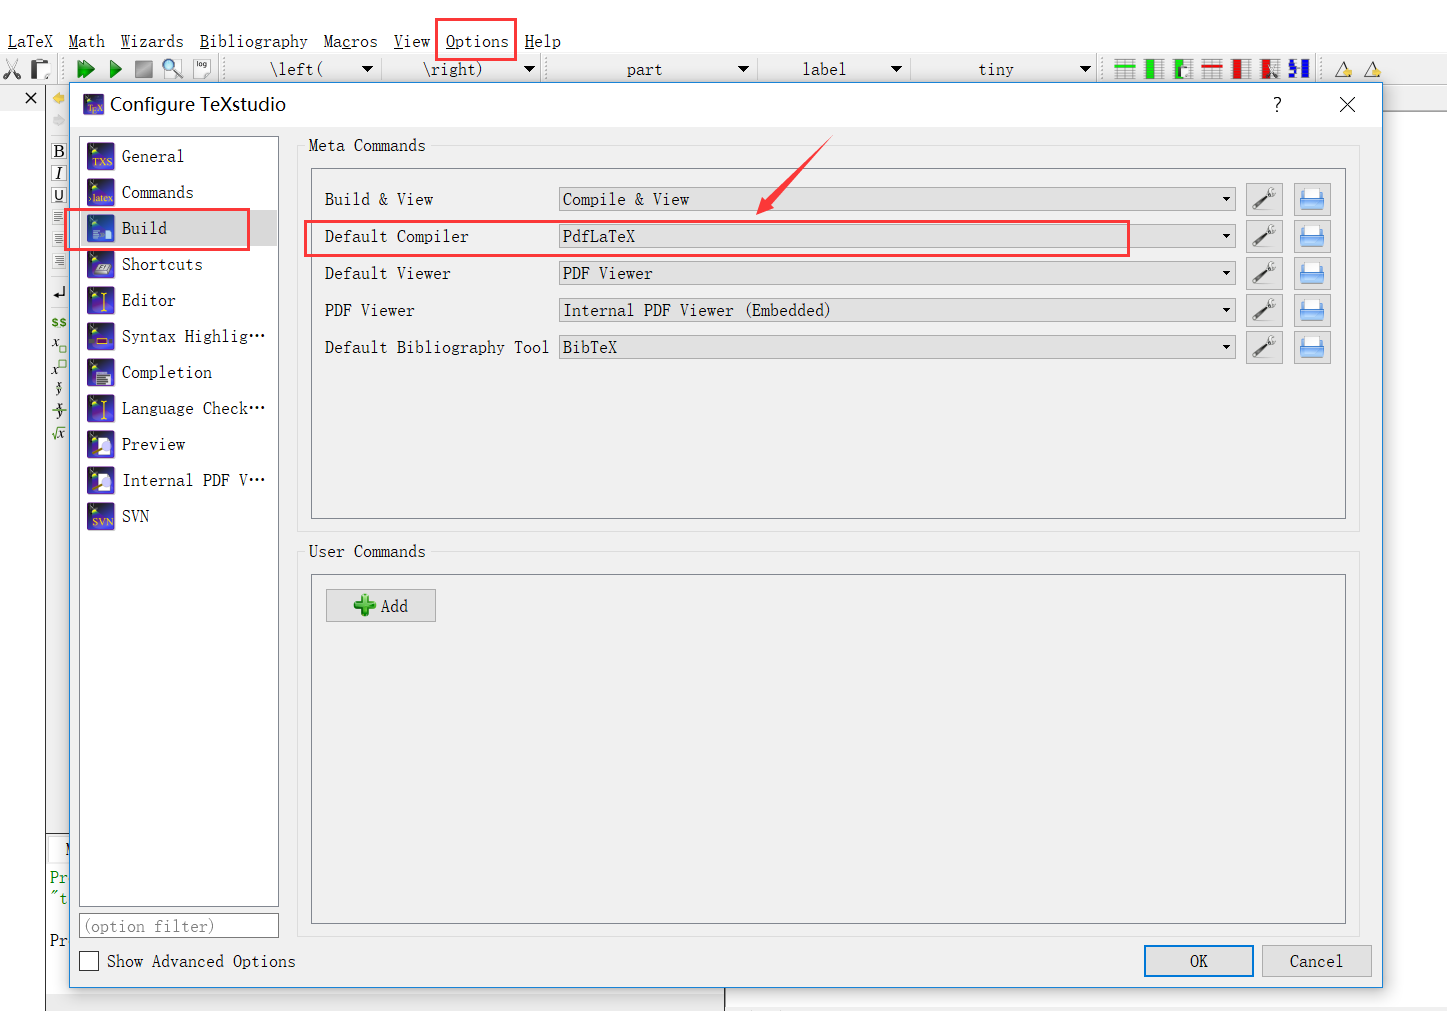 LaTeX Math Wizards Bibliography Macros View Options Help
log \left( \right) part label tiny
Configure TeXstudio ?
General
Commands
Build
Shortcuts
Editor
Syntax Highlig···
Completion
Language Check···
Preview
Internal PDF V···
SVN
(option filter)
Show Advanced Options
Meta Commands
Build & View Compile & View
Default Compiler PdfLaTeX
Default Viewer PDF Viewer
PDF Viewer Internal PDF Viewer (Embedded)
Default Bibliography Tool BibTeX
User Commands
Add
OK Cancel
B
I
U
$$
Pr
"t
Pr